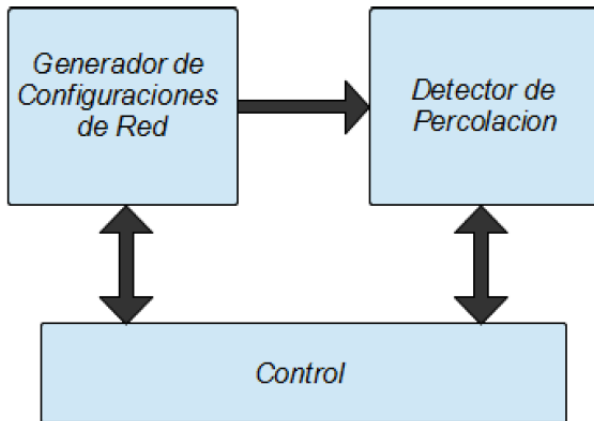 Generador de
Configuraciones
de Red
Detector de
Percolacion
Control